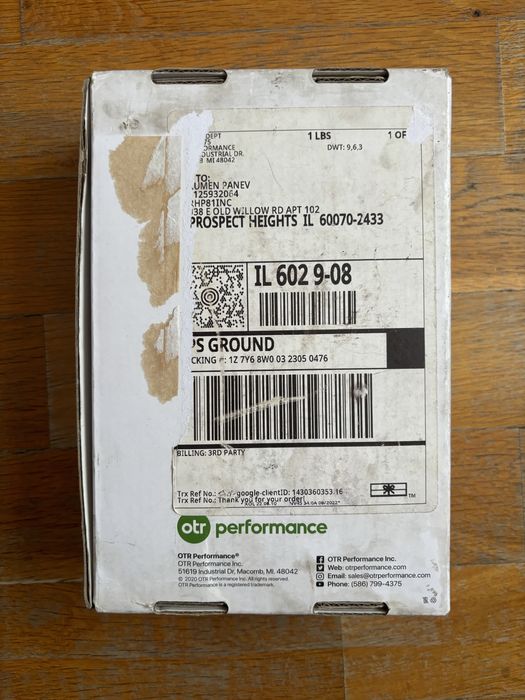 DEPT
1 LBS
1 OF
ORMANCE
DWT: 9,6,3
DUSTRIAL DR.
MI 48042
TO:
UMEN PANEV
125932064
RHP81INC
938 E OLD WILLOW RD APT 102
PROSPECT HEIGHTS IL 60070-2433
IL 602 9-08
PS GROUND
CKING #: 1Z 7Y6 8W0 03 2305 0476
BILLING: 3RD PARTY
Trx Ref No.: google-clientID: 1430360353.16
Trx Ref No.: Thank you for your order!
TM
otr performance
OTR Performance®
OTR Performance Inc.
51619 Industrial Dr, Macomb, MI. 48042
© 2020 OTR Performance Inc. All rights reserved.
OTR Performance is a registered trademark.
OTR Performance Inc.
Web: otrperformance.com
Email: sales@otrperformance.com
Phone: (586) 799-4375